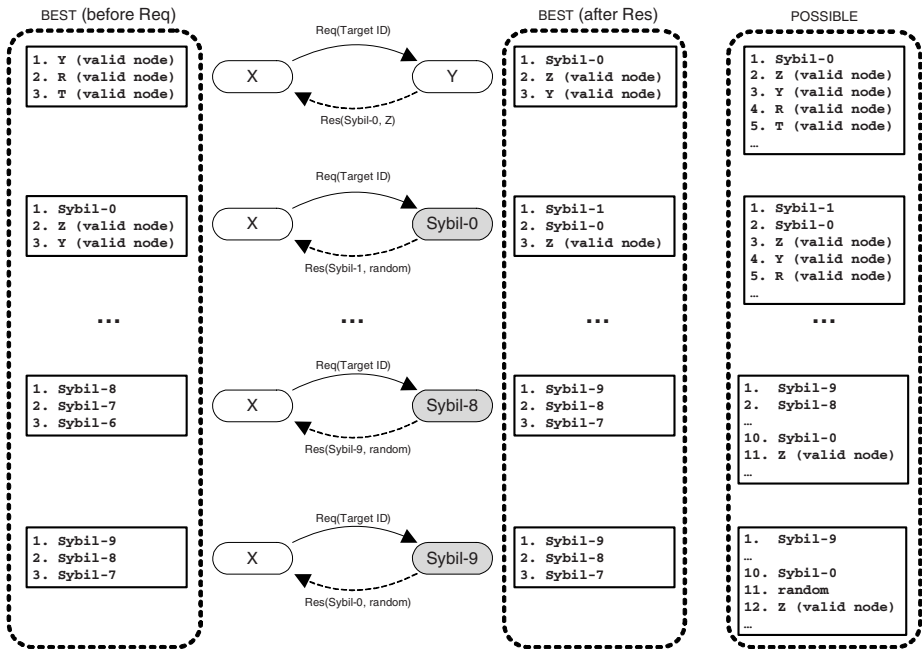 BEST (before Req)
BEST (after Res)
POSSIBLE
1. Y (valid node)
2. R (valid node)
3. T (valid node)
Req(Target ID)
X
Y
Res(Sybil-0, Z)
1. Sybil-0
2. Z (valid node)
3. Y (valid node)
1. Sybil-0
2. Z (valid node)
3. Y (valid node)
4. R (valid node)
5. T (valid node)
…
1. Sybil-0
2. Z (valid node)
3. Y (valid node)
Req(Target ID)
X
Sybil-0
Res(Sybil-1, random)
1. Sybil-1
2. Sybil-0
3. Z (valid node)
1. Sybil-1
2. Sybil-0
3. Z (valid node)
4. Y (valid node)
5. R (valid node)
…
...
...
...
...
1. Sybil-8
2. Sybil-7
3. Sybil-6
Req(Target ID)
X
Sybil-8
Res(Sybil-9, random)
1. Sybil-9
2. Sybil-8
3. Sybil-7
1. Sybil-9
2. Sybil-8
…
10. Sybil-0
11. Z (valid node)
…
1. Sybil-9
2. Sybil-8
3. Sybil-7
Req(Target ID)
X
Sybil-9
Res(Sybil-0, random)
1. Sybil-9
2. Sybil-8
3. Sybil-7
1. Sybil-9
…
10. Sybil-0
11. random
12. Z (valid node)
…